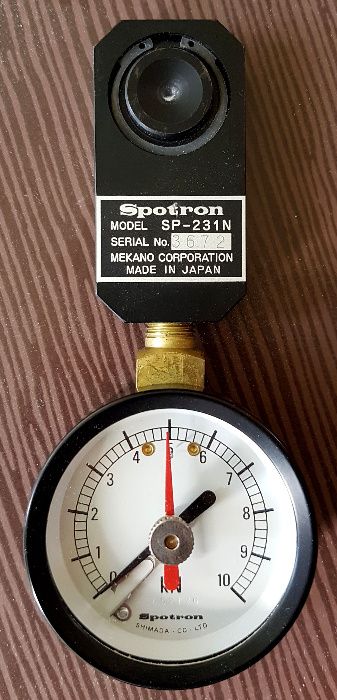 Spotron
MODEL SP-231N
SERIAL No. 3672
MEKANO CORPORATION
MADE IN JAPAN
0 1 2 3 4 5 6 7 8 9 10
kN
Spotron
SHIMADA · CO · LTD